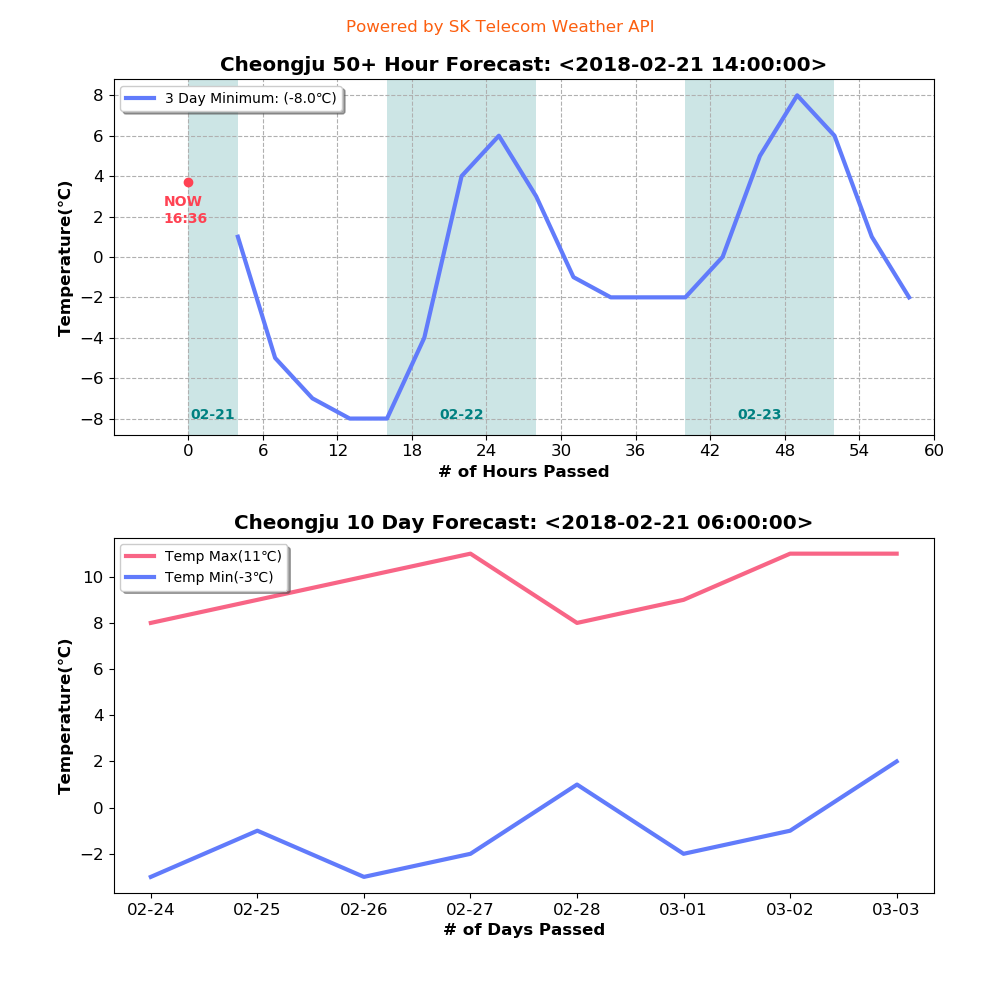 Powered by SK Telecom Weather API
Cheongju 50+ Hour Forecast: <2018-02-21 14:00:00>
3 Day Minimum: (-8.0℃)
8
6
4
2
0
−2
−4
−6
−8
Temperature(℃)
NOW
16:36
02-21
02-22
02-23
0 6 12 18 24 30 36 42 48 54 60
# of Hours Passed
Cheongju 10 Day Forecast: <2018-02-21 06:00:00>
Temp Max(11℃)
Temp Min(-3℃)
10
8
6
4
2
0
−2
Temperature(℃)
02-24 02-25 02-26 02-27 02-28 03-01 03-02 03-03
# of Days Passed